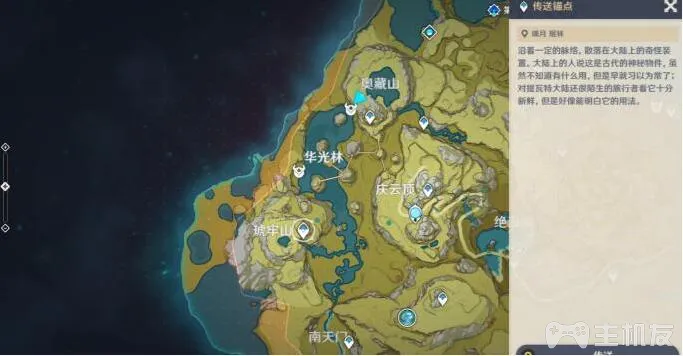 传送锚点
璃月 珉林
沿着一定的脉络，散落在大陆上的奇怪装
置。大陆上的人说这是古代的神秘物件，虽
然不知道有什么用，但是早就习以为常了；
对提瓦特大陆还很陌生的旅行者看它十分
新鲜，但是好像能明白它的用法。
奥藏山
华光林
庆云顶
绝
琥牢山
南天门
传送
主机友